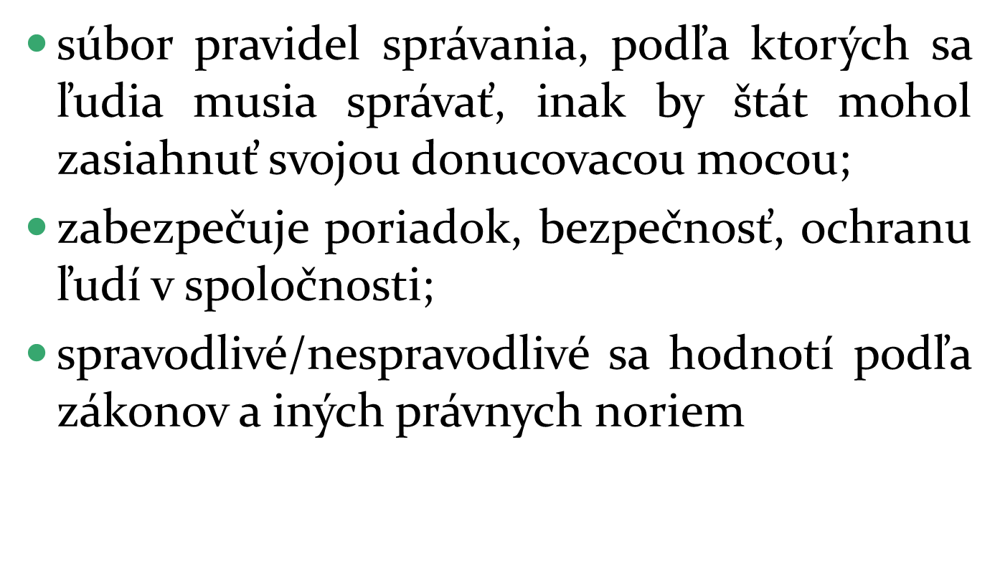 • súbor pravidel správania, podľa ktorých sa
ľudia musia správať, inak by štát mohol
zasiahnuť svojou donucovacou mocou;
• zabezpečuje poriadok, bezpečnosť, ochranu
ľudí v spoločnosti;
• spravodlivé/nespravodlivé sa hodnotí podľa
zákonov a iných právnych noriem